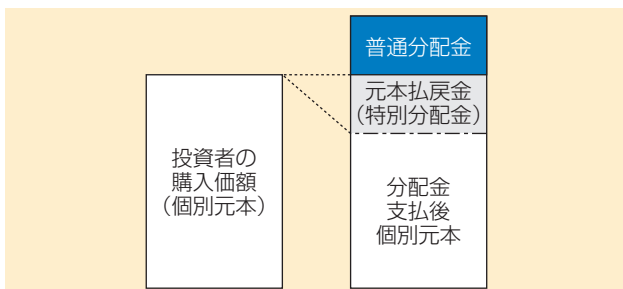 普通分配金
元本払戻金
（特別分配金）
投資者の
購入価額
（個別元本）
分配金
支払後
個別元本